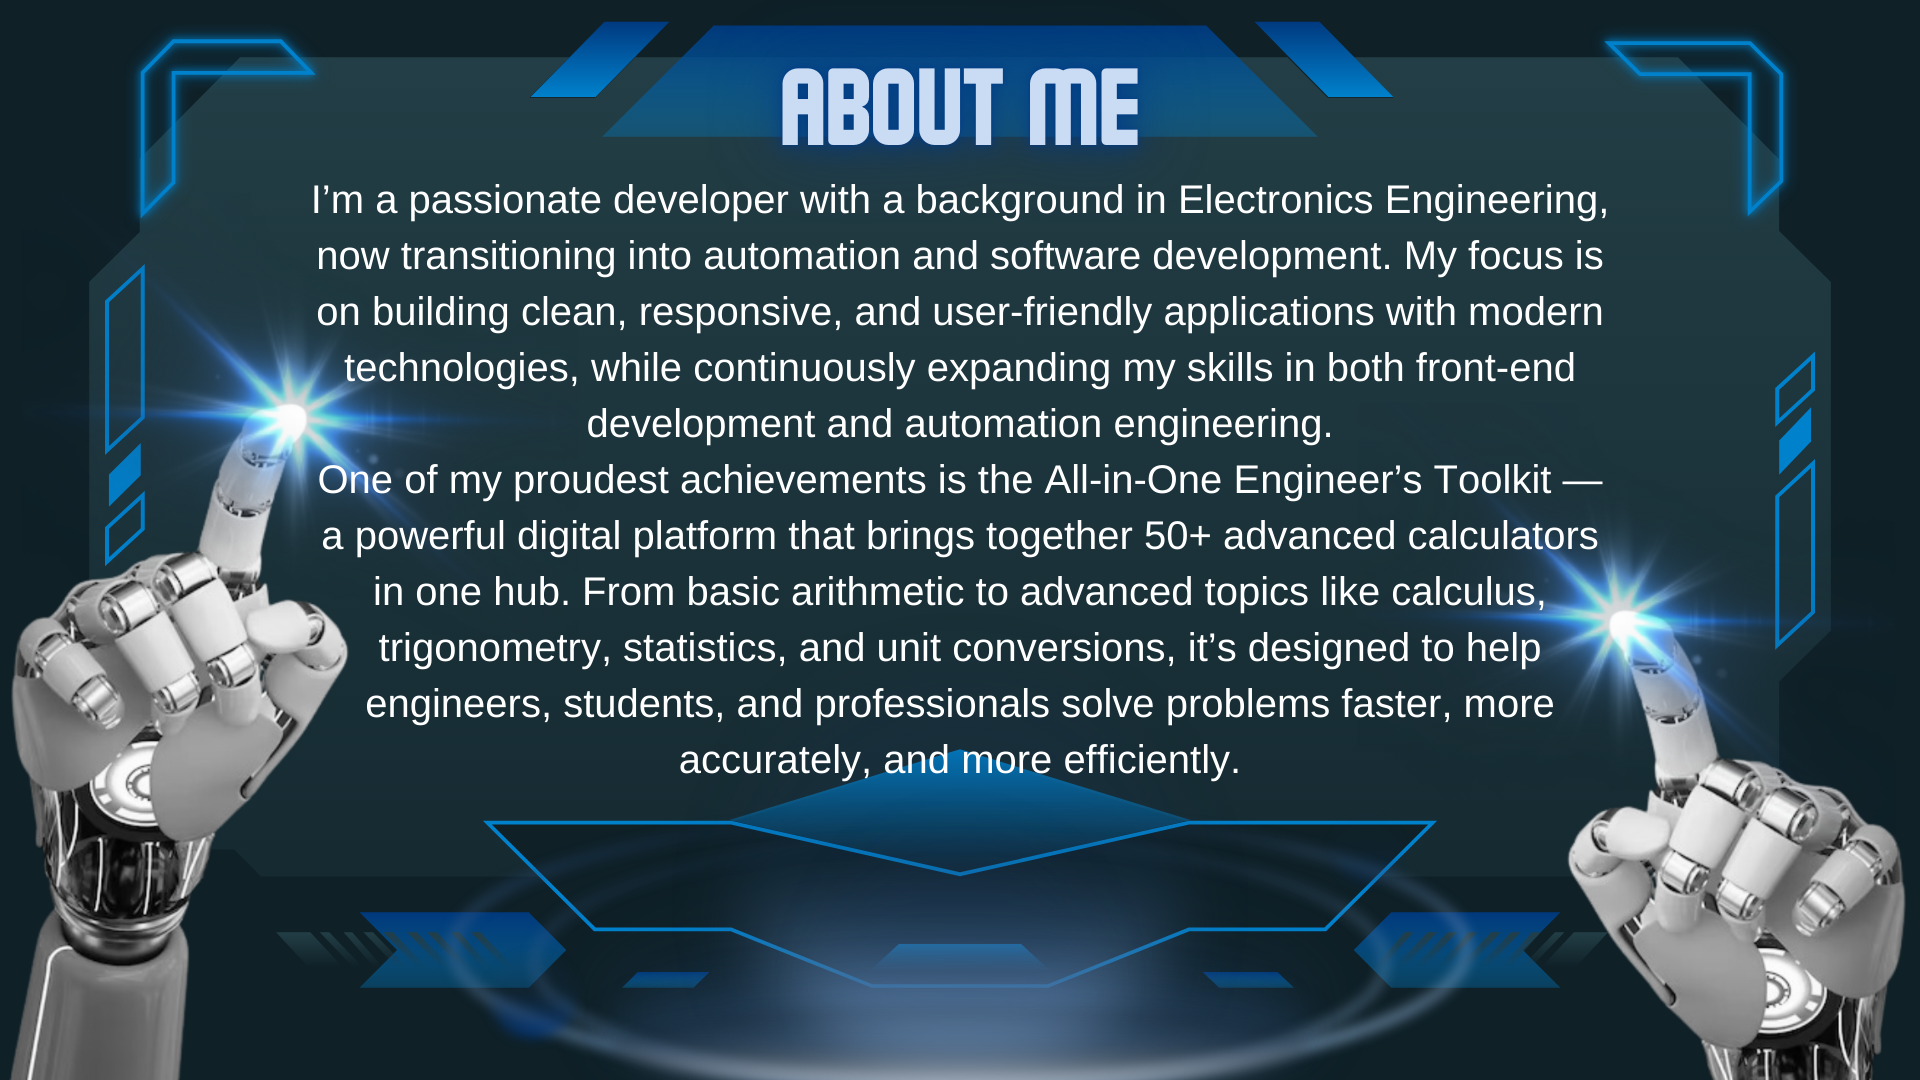 ABOUT ME
I’m a passionate developer with a background in Electronics Engineering,
now transitioning into automation and software development. My focus is
on building clean, responsive, and user-friendly applications with modern
technologies, while continuously expanding my skills in both front-end
development and automation engineering.
One of my proudest achievements is the All-in-One Engineer’s Toolkit —
a powerful digital platform that brings together 50+ advanced calculators
in one hub. From basic arithmetic to advanced topics like calculus,
trigonometry, statistics, and unit conversions, it’s designed to help
engineers, students, and professionals solve problems faster, more
accurately, and more efficiently.